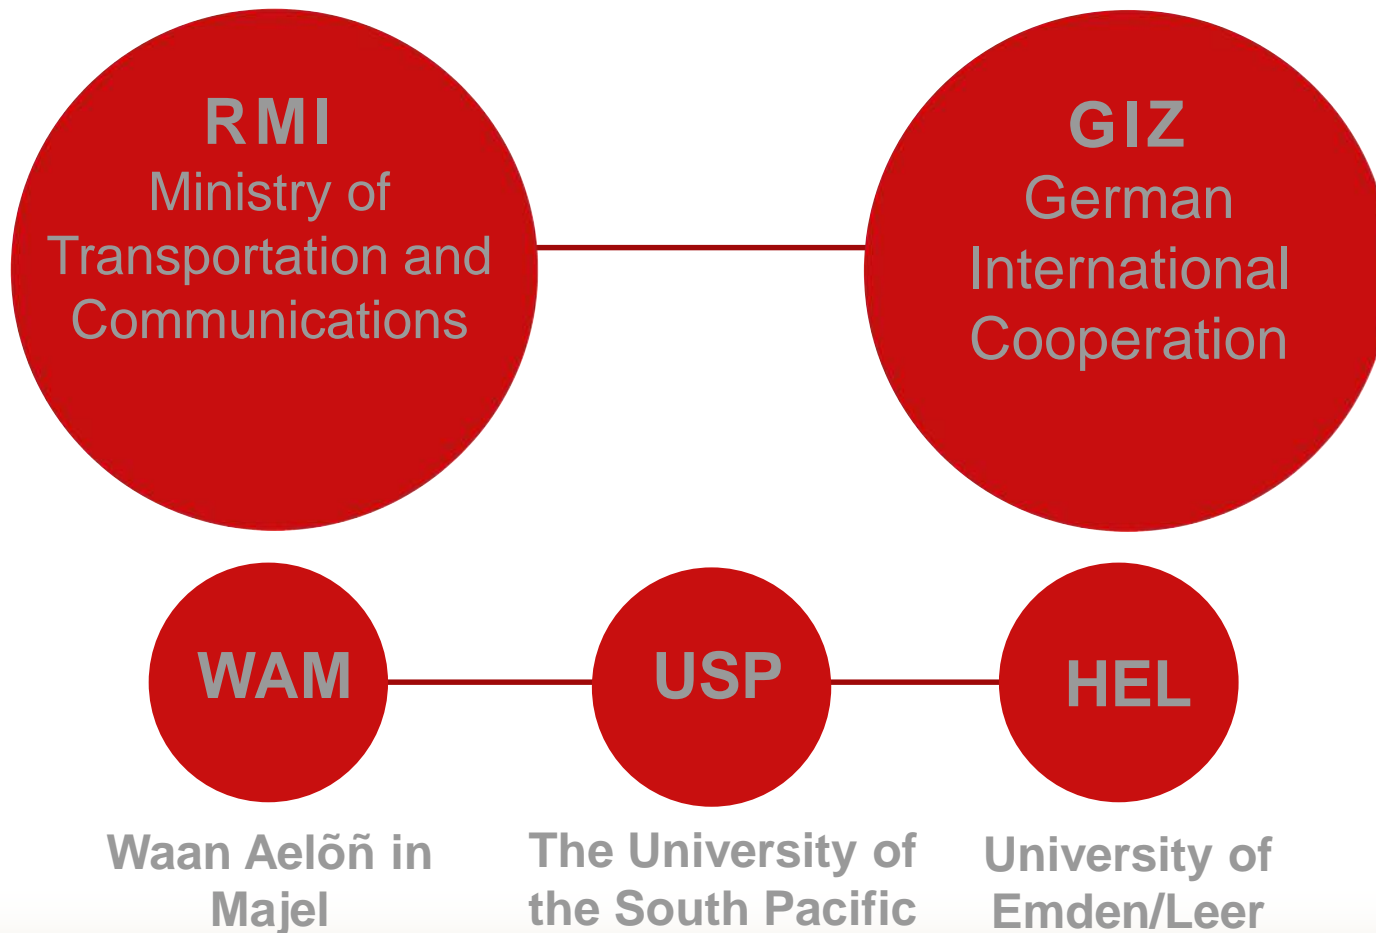 RMI
Ministry of
Transportation and
Communications
GIZ
German
International
Cooperation
WAM
USP
HEL
Waan Aelõñ in
Majel
The University of
the South Pacific
University of
Emden/Leer